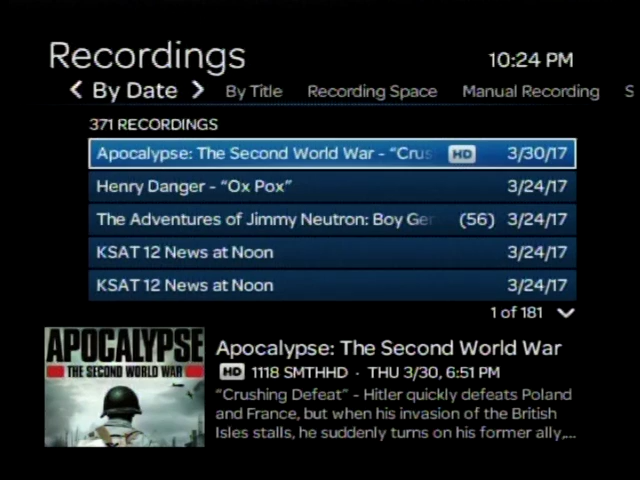 Recordings
10:24 PM
By Date By Title Recording Space Manual Recording S
371 RECORDINGS
Apocalypse: The Second World War - “Crus HD 3/30/17
Henry Danger - “Ox Pox” 3/24/17
The Adventures of Jimmy Neutron: Boy Ger (56) 3/24/17
KSAT 12 News at Noon 3/24/17
KSAT 12 News at Noon 3/24/17
1 of 181
APOCALYPSE
THE SECOND WORLD WAR
Apocalypse: The Second World War
HD 1118 SMTHHD · THU 3/30, 6:51 PM
“Crushing Defeat” - Hitler quickly defeats Poland
and France, but when his invasion of the British
Isles stalls, he suddenly turns on his former ally,...